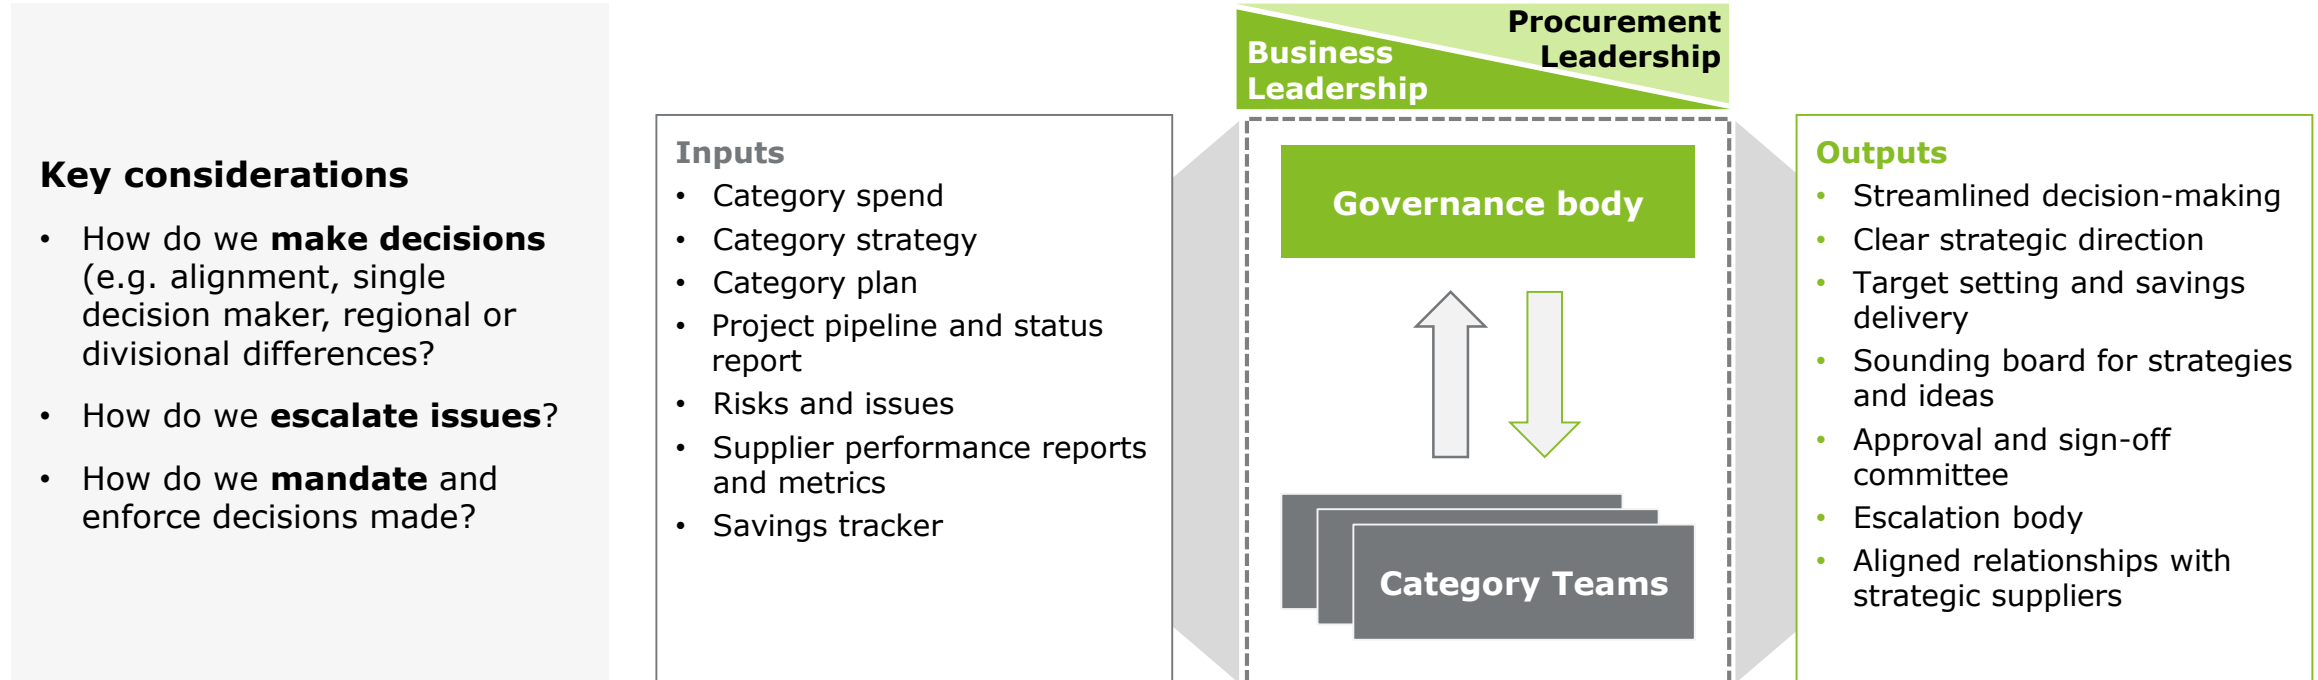 Key considerations
• How do we make decisions
(e.g. alignment, single
decision maker, regional or
divisional differences?
• How do we escalate issues?
• How do we mandate and
enforce decisions made?
Inputs
• Category spend
• Category strategy
• Category plan
• Project pipeline and status
report
• Risks and issues
• Supplier performance reports
and metrics
• Savings tracker
Business
Leadership
Procurement
Leadership
Governance body
Category Teams
Outputs
• Streamlined decision-making
• Clear strategic direction
• Target setting and savings
delivery
• Sounding board for strategies
and ideas
• Approval and sign-off
committee
• Escalation body
• Aligned relationships with
strategic suppliers